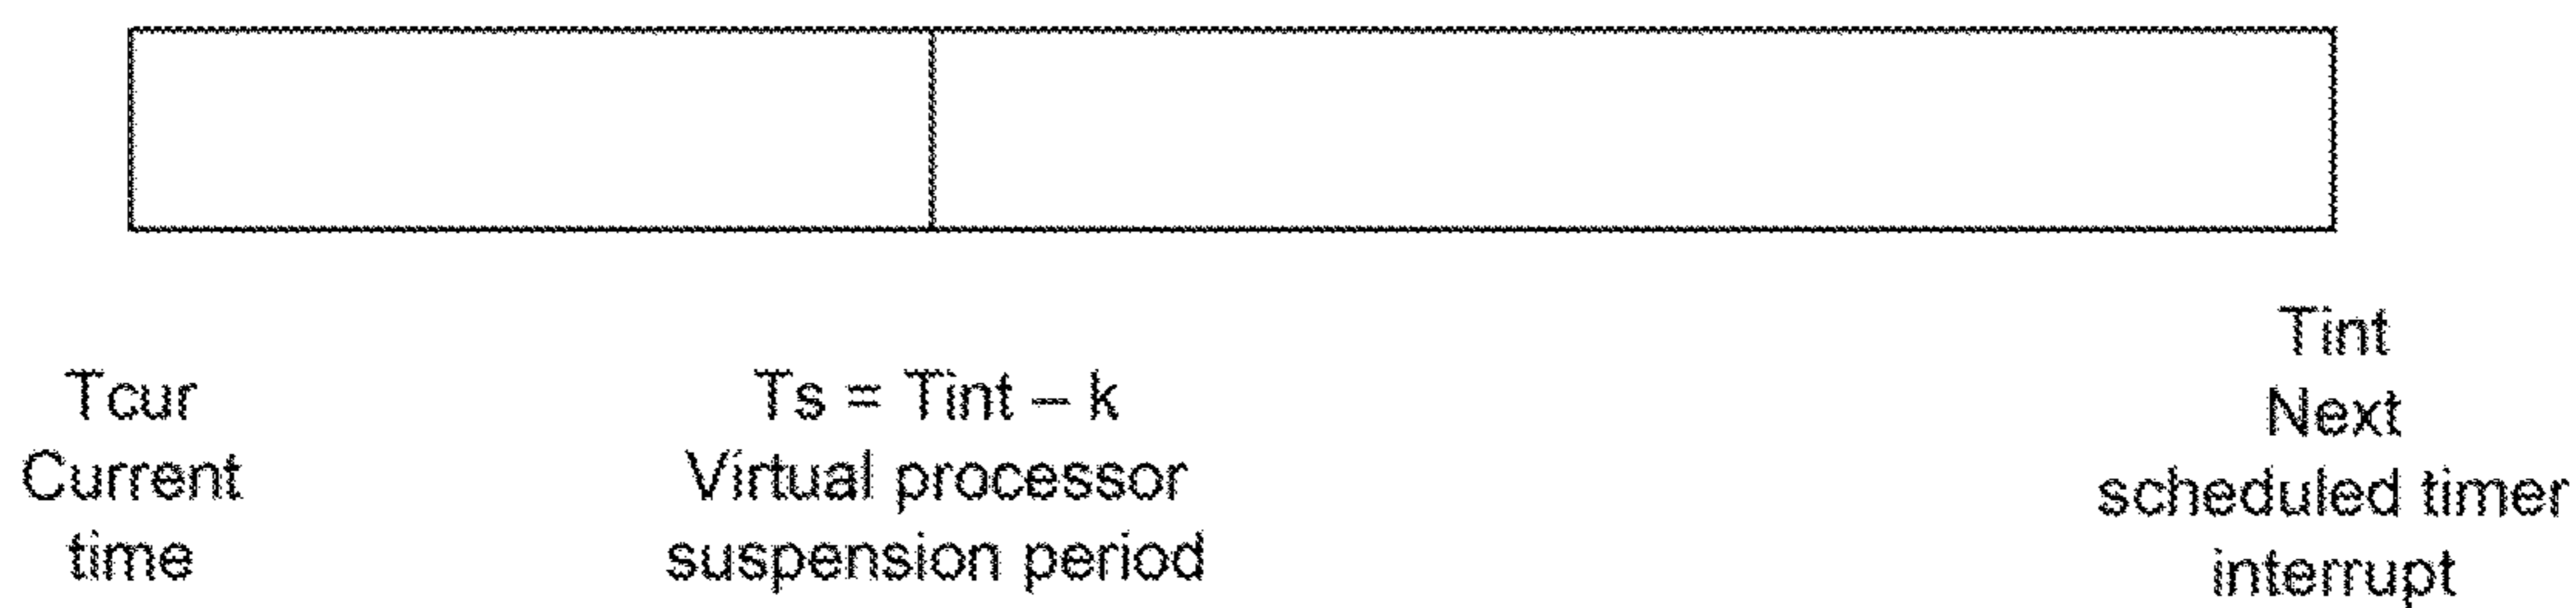 Tcur
Current
time
Ts = Tint – k
Virtual processor
suspension period
Tint
Next
scheduled timer
interrupt